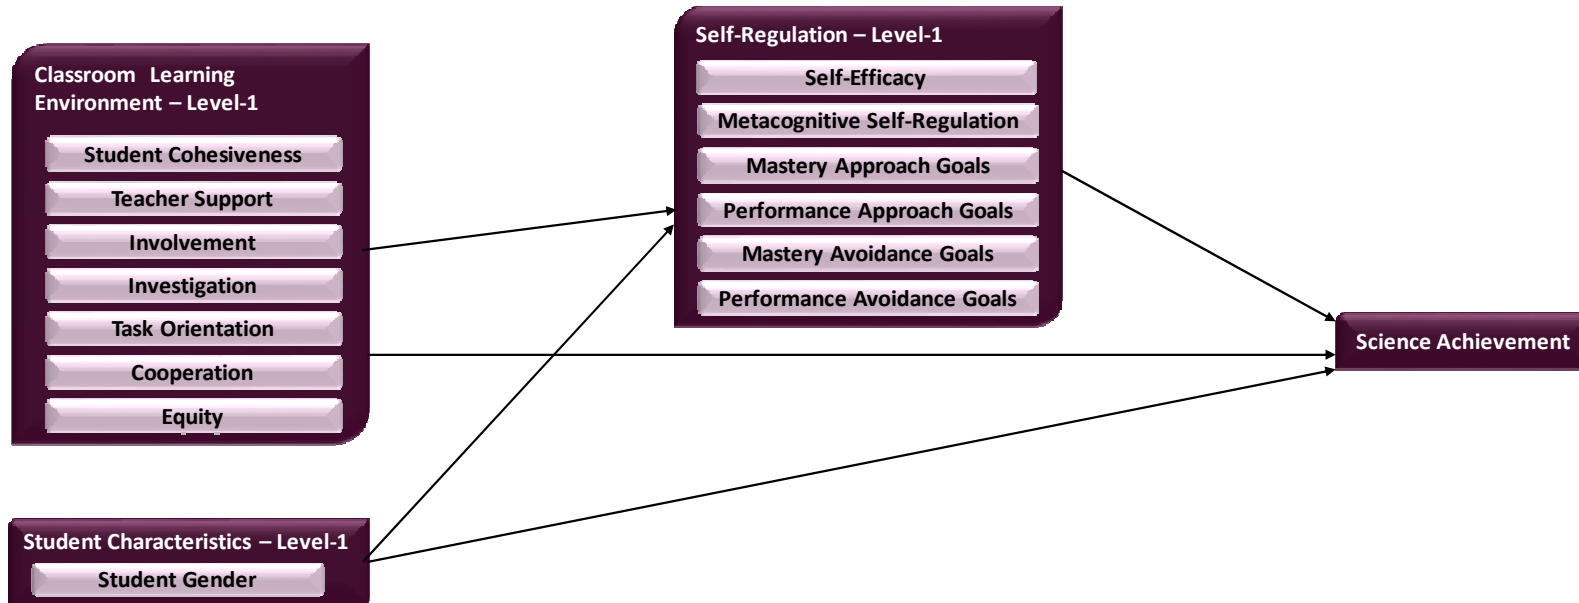 Classroom Learning
Environment – Level-1
Student Cohesiveness
Teacher Support
Involvement
Investigation
Task Orientation
Cooperation
Equity
Student Characteristics – Level-1
Student Gender
Self-Regulation – Level-1
Self-Efficacy
Metacognitive Self-Regulation
Mastery Approach Goals
Performance Approach Goals
Mastery Avoidance Goals
Performance Avoidance Goals
Science Achievement